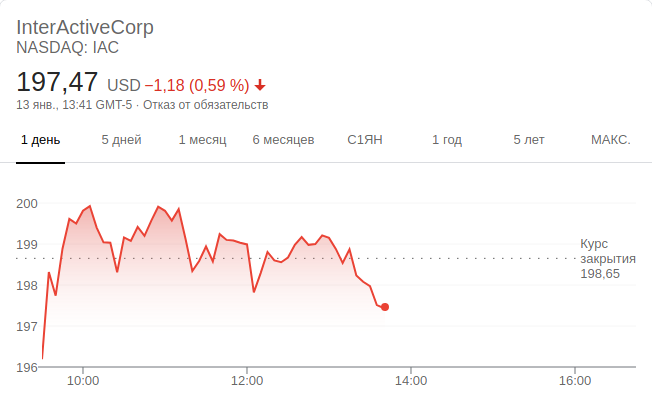 InterActiveCorp
NASDAQ: IAC
197,47 USD −1,18 (0,59 %)
13 янв., 13:41 GMT-5 · Отказ от обязательств
1 день 5 дней 1 месяц 6 месяцев С1ЯН 1 год 5 лет МАКС.
200
199
198
197
196
Курс
закрытия
198,65
10:00 12:00 14:00 16:00